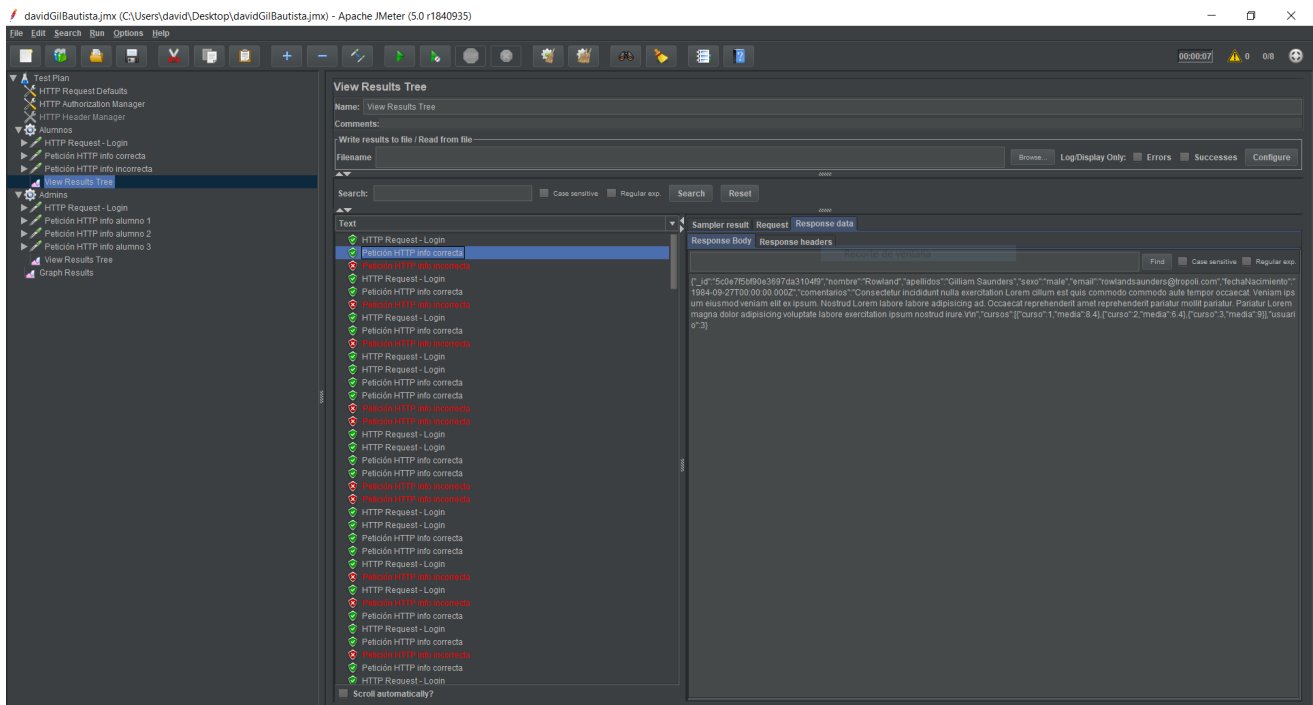 davidGilBautista.jmx (C:\Users\david\Desktop\davidGilBautista.jmx) - Apache JMeter (5.0 r1840935)
File Edit Search Run Options Help
00:00:07 0 0/8
Test Plan
HTTP Request Defaults
HTTP Authorization Manager
HTTP Header Manager
Alumnos
HTTP Request - Login
Petición HTTP info correcta
Petición HTTP info incorrecta
View Results Tree
Admins
HTTP Request - Login
Petición HTTP info alumno 1
Petición HTTP info alumno 2
Petición HTTP info alumno 3
View Results Tree
Graph Results
View Results Tree
Name: View Results Tree
Comments:
Write results to file / Read from file
Filename Browse... Log/Display Only: Errors Successes Configure
Search: Case sensitive Regular exp. Search Reset
Text
HTTP Request - Login
Petición HTTP info correcta
Petición HTTP info incorrecta
HTTP Request - Login
Petición HTTP info correcta
Petición HTTP info incorrecta
HTTP Request - Login
Petición HTTP info correcta
Petición HTTP info incorrecta
HTTP Request - Login
HTTP Request - Login
Petición HTTP info correcta
Petición HTTP info correcta
Petición HTTP info incorrecta
Petición HTTP info incorrecta
HTTP Request - Login
HTTP Request - Login
Petición HTTP info correcta
Petición HTTP info correcta
Petición HTTP info incorrecta
Petición HTTP info incorrecta
HTTP Request - Login
HTTP Request - Login
Petición HTTP info correcta
Petición HTTP info correcta
HTTP Request - Login
Petición HTTP info incorrecta
HTTP Request - Login
Petición HTTP info incorrecta
Petición HTTP info correcta
HTTP Request - Login
Petición HTTP info correcta
Petición HTTP info incorrecta
Petición HTTP info correcta
HTTP Request - Login
Scroll automatically?
Sampler result Request Response data
Response Body Response headers
Find Case sensitive Regular exp.
{"_id":"5c0e7f5bf90e3697da3104f9","nombre":"Rowland","apellidos":"Gilliam Saunders","sexo":"male","email":"rowlandsaunders@tropoli.com","fechaNacimiento":"
1984-09-27T00:00:00.000Z","comentarios":"Consectetur incididunt nulla exercitation Lorem cillum est quis commodo commodo aute tempor occaecat. Veniam ips
um eiusmod veniam elit ex ipsum. Nostrud Lorem labore labore adipisicing ad. Occaecat reprehenderit amet reprehenderit pariatur mollit pariatur. Pariatur Lorem
magna dolor adipisicing voluptate labore exercitation ipsum nostrud irure.\r\n","cursos":[{"curso":1,"media":8.4},{"curso":2,"media":6.4},{"curso":3,"media":9}],"usuari
o":3}